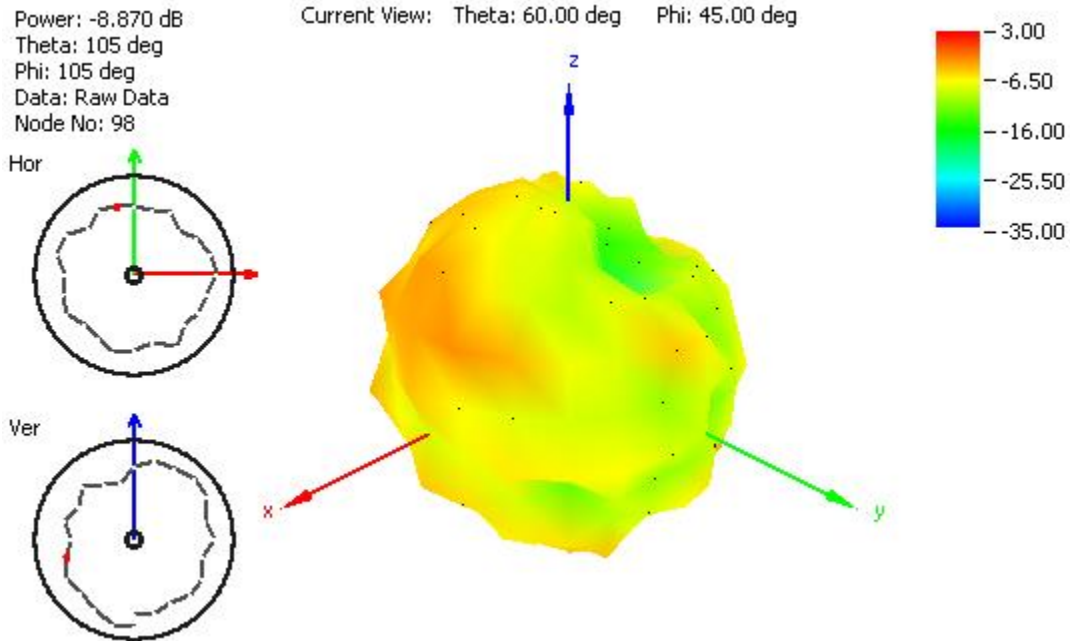 Power: -8.870 dB
Theta: 105 deg
Phi: 105 deg
Data: Raw Data
Node No: 98
Current View: Theta: 60.00 deg Phi: 45.00 deg
Hor
Ver
z
x
y
3.00
-6.50
-16.00
-25.50
-35.00